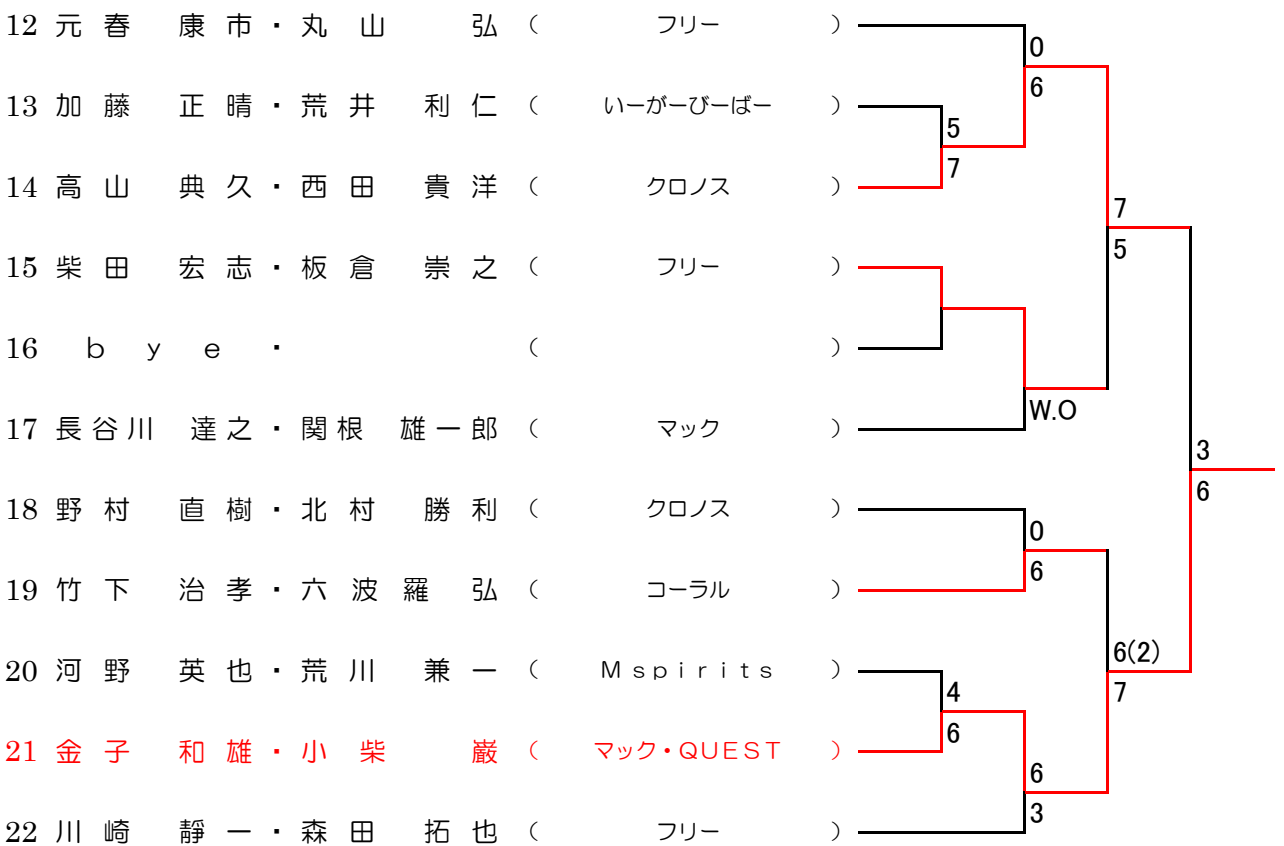 12 元春 康市・丸山 弘（ フリー ）
0
6
13 加藤 正晴・荒井 利仁（ いーがーびーばー ）
5
7
14 高山 典久・西田 貴洋（ クロノス ）
7
5
15 柴田 宏志・板倉 崇之（ フリー ）
16 ｂｙｅ・ （ ）
W.O
17 長谷川 達之・関根 雄一郎（ マック ）
3
6
18 野村 直樹・北村 勝利（ クロノス ）
0
6
19 竹下 治孝・六波羅 弘（ コーラル ）
6(2)
7
20 河野 英也・荒川 兼一（ Ｍｓｐｉｒｉｔｓ ）
4
6
21 金子 和雄・小柴 巌（ マック・ＱＵＥＳＴ ）
6
3
22 川崎 靜一・森田 拓也（ フリー ）